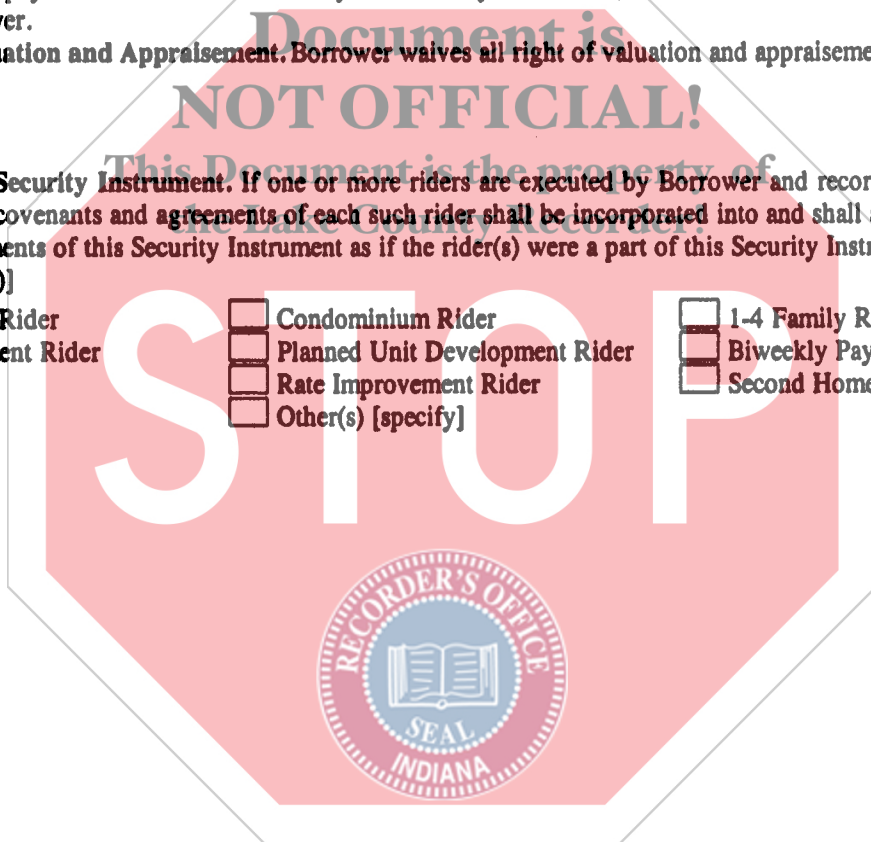 ver.
Document is
uation and Appraisement. Borrower waives all right of valuation and appraiseme
NOT OFFICIAL!
This Document is the property of
Security Instrument. If one or more riders are executed by Borrower and recor
covenants and agreements of each such rider shall be incorporated into and shall a
the Lake County Recorder!
ents of this Security Instrument as if the rider(s) were a part of this Security Instr
)]
Rider Condominium Rider 1-4 Family R
ent Rider Planned Unit Development Rider Biweekly Pay
Rate Improvement Rider Second Home
Other(s) [specify]
STOP
RECORDER'S OFFICE
SEAL
INDIANA